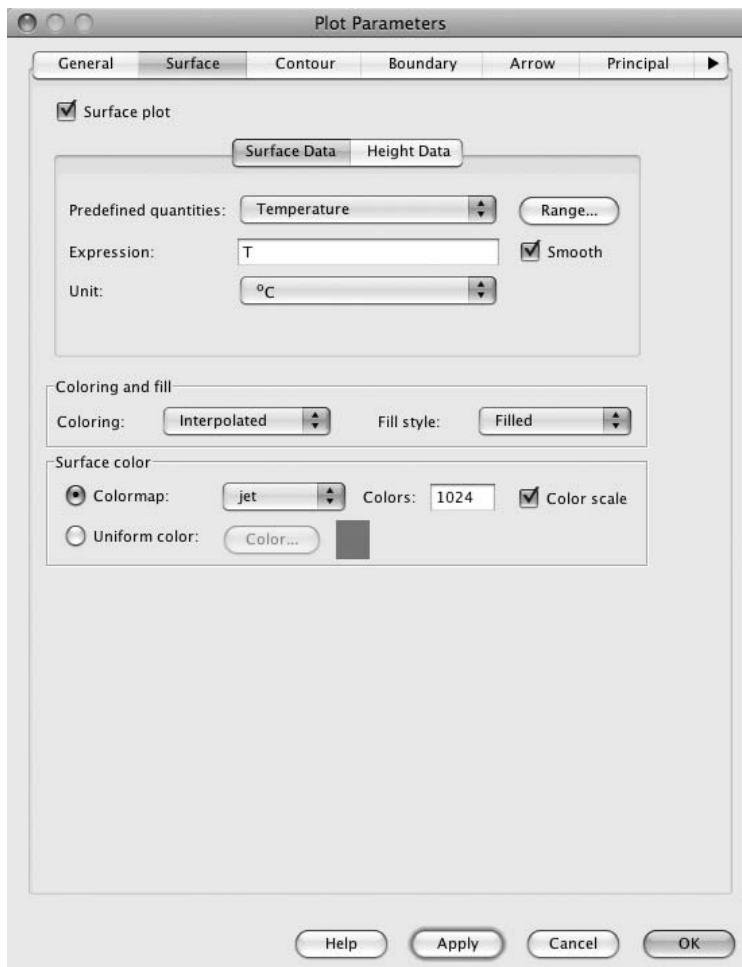 Plot Parameters
General Surface Contour Boundary Arrow Principal
Surface plot
Surface Data Height Data
Predefined quantities: Temperature Range...
Expression: T Smooth
Unit: °C
Coloring and fill
Coloring: Interpolated Fill style: Filled
Surface color
Colormap: jet Colors: 1024 Color scale
Uniform color: Color...
Help Apply Cancel OK